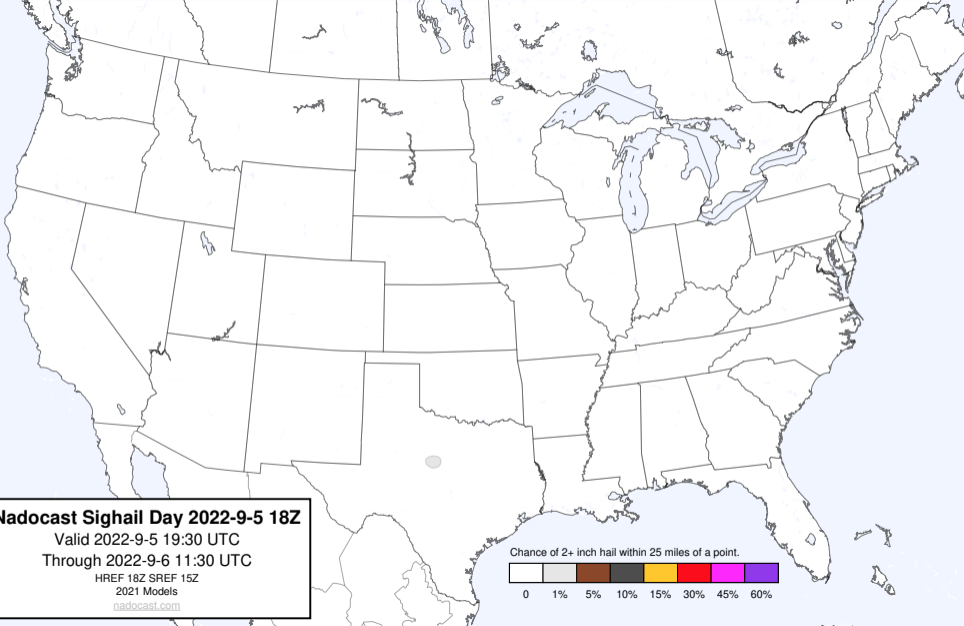 Nadocast Sighail Day 2022-9-5 18Z
Valid 2022-9-5 19:30 UTC
Through 2022-9-6 11:30 UTC
HREF 18Z SREF 15Z
2021 Models
nadocast.com
Chance of 2+ inch hail within 25 miles of a point.
0 1% 5% 10% 15% 30% 45% 60%